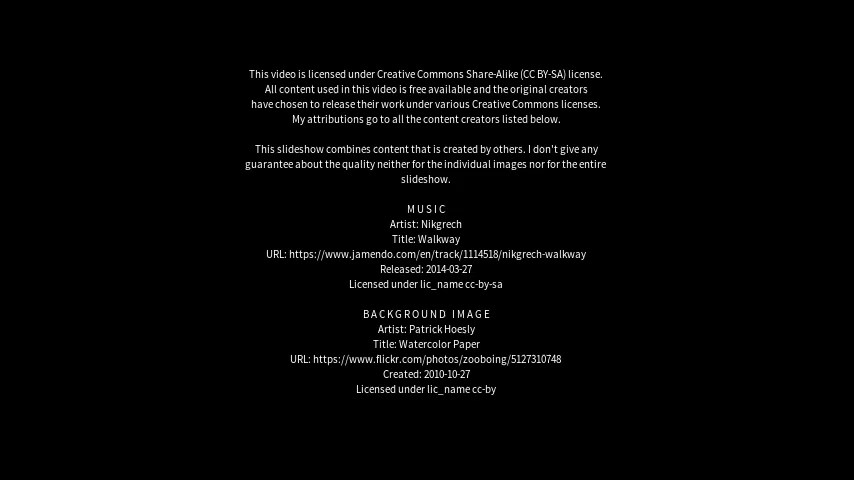 This video is licensed under Creative Commons Share-Alike (CC BY-SA) license.
All content used in this video is free available and the original creators
have chosen to release their work under various Creative Commons licenses.
My attributions go to all the content creators listed below.
This slideshow combines content that is created by others. I don't give any
guarantee about the quality neither for the individual images nor for the entire
slideshow.
M U S I C
Artist: Nikgrech
Title: Walkway
URL: https://www.jamendo.com/en/track/1114518/nikgrech-walkway
Released: 2014-03-27
Licensed under lic_name cc-by-sa
B A C K G R O U N D   I M A G E
Artist: Patrick Hoesly
Title: Watercolor Paper
URL: https://www.flickr.com/photos/zooboing/5127310748
Created: 2010-10-27
Licensed under lic_name cc-by